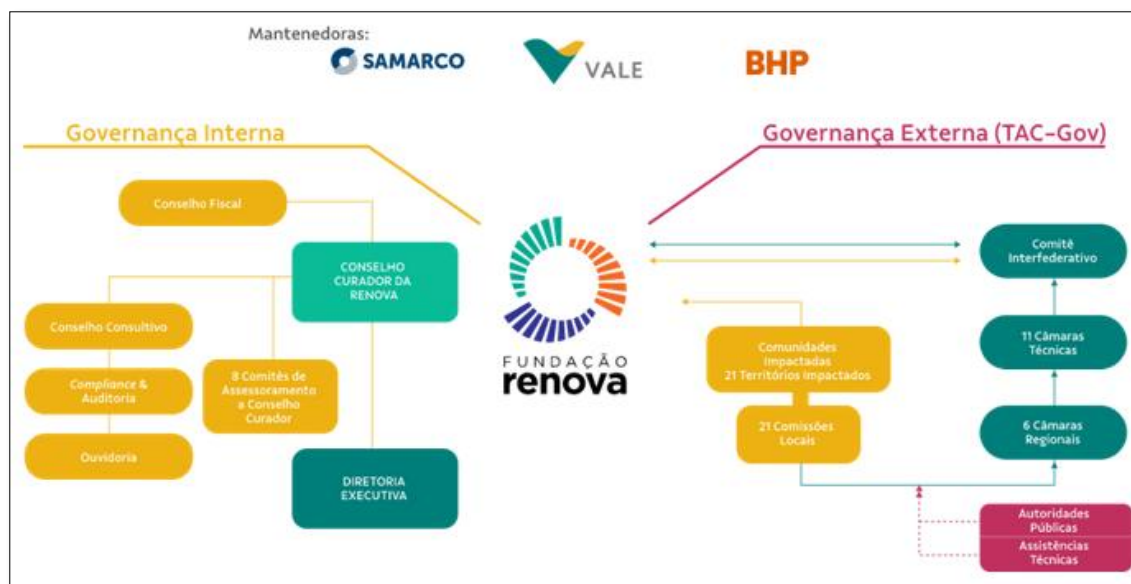 Mantenedoras:
SAMARCO
VALE
BHP
Governança Interna
Governança Externa (TAC-Gov)
Conselho Fiscal
CONSELHO
CURADOR DA
RENOVA
Conselho Consultivo
Compliance &
Auditoria
Ouvidoria
8 Comitês de
Assessoramento
a Conselho
Curador
DIRETORIA
EXECUTIVA
FUNDAÇÃO
renova
Comunidades
Impactadas
21 Territórios Impactados
21 Comissões
Locais
Comitê
Interfederativo
11 Câmaras
Técnicas
6 Câmaras
Regionais
Autoridades
Públicas
Assistências
Técnicas